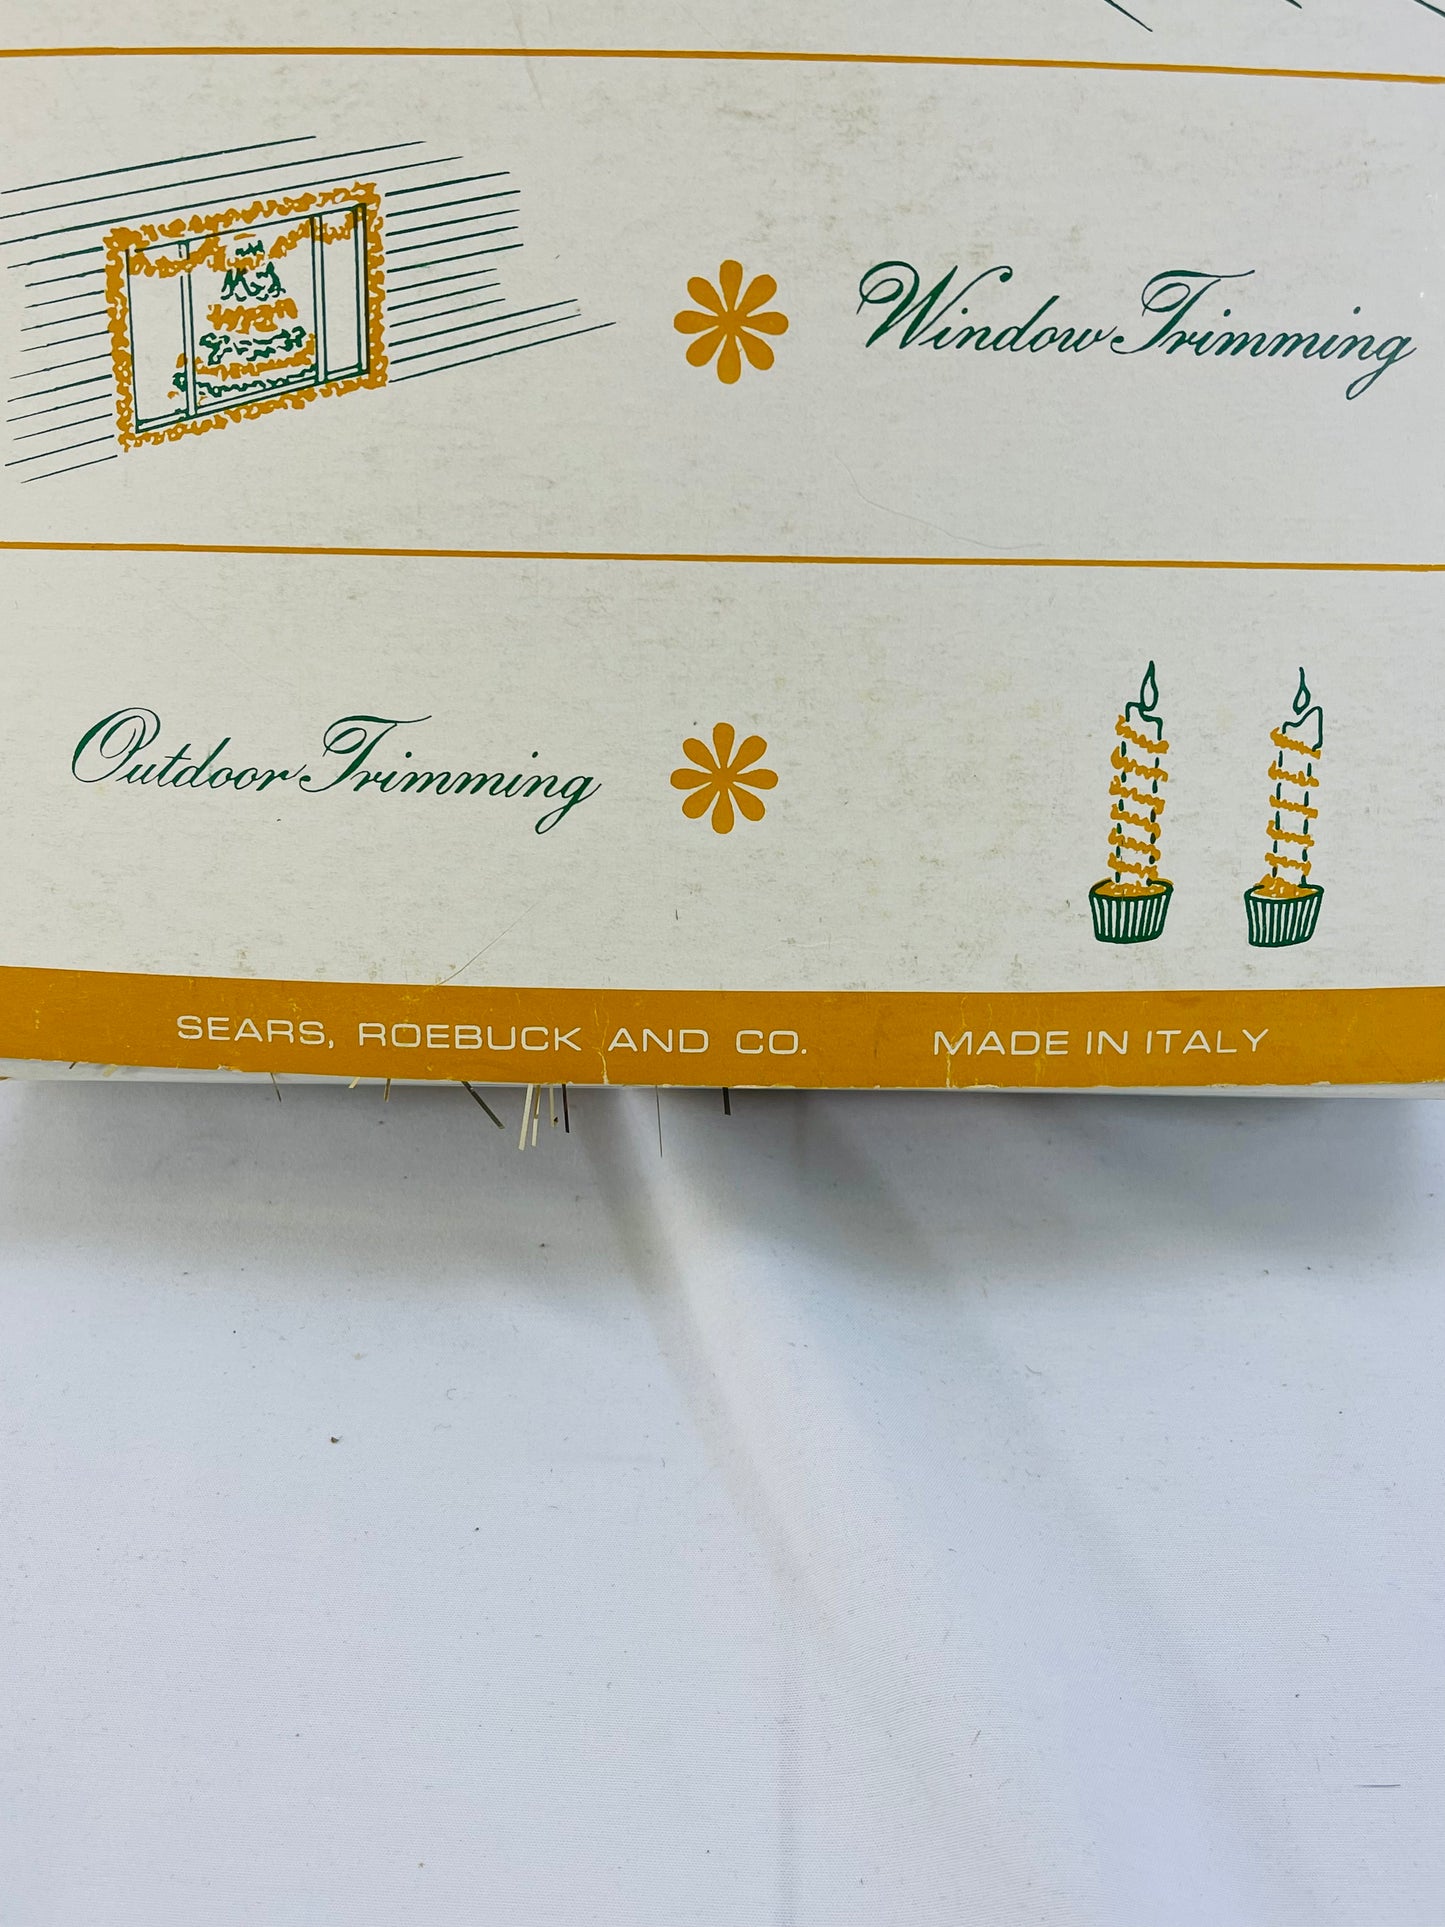 Window Trimming
Outdoor Trimming
SEARS, ROEBUCK AND CO. MADE IN ITALY